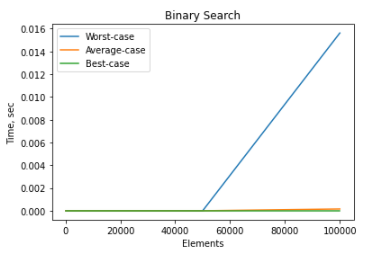 Binary Search
0.016
0.014
0.012
0.010
0.008
0.006
0.004
0.002
0.000
Time, sec
Worst-case
Average-case
Best-case
0
20000
40000
60000
80000
100000
Elements